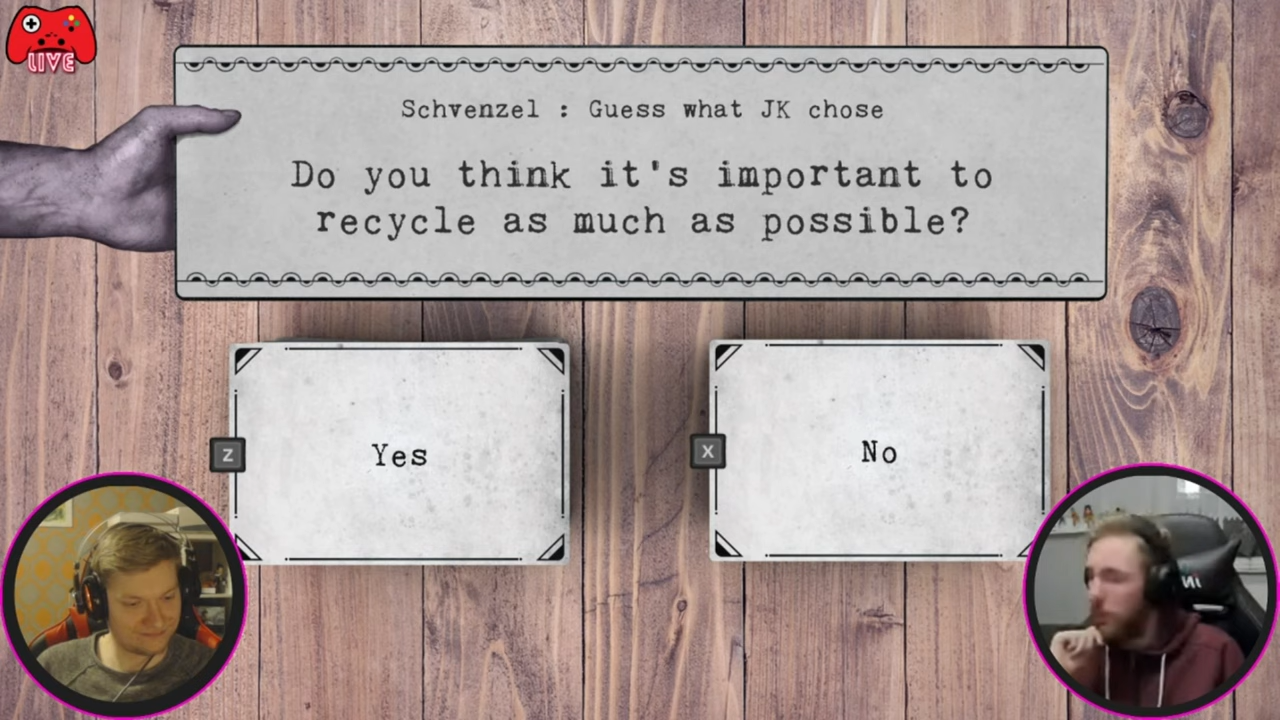 LIVE
Schvenzel : Guess what JK chose
Do you think it's important to
recycle as much as possible?
Z
Yes
X
No